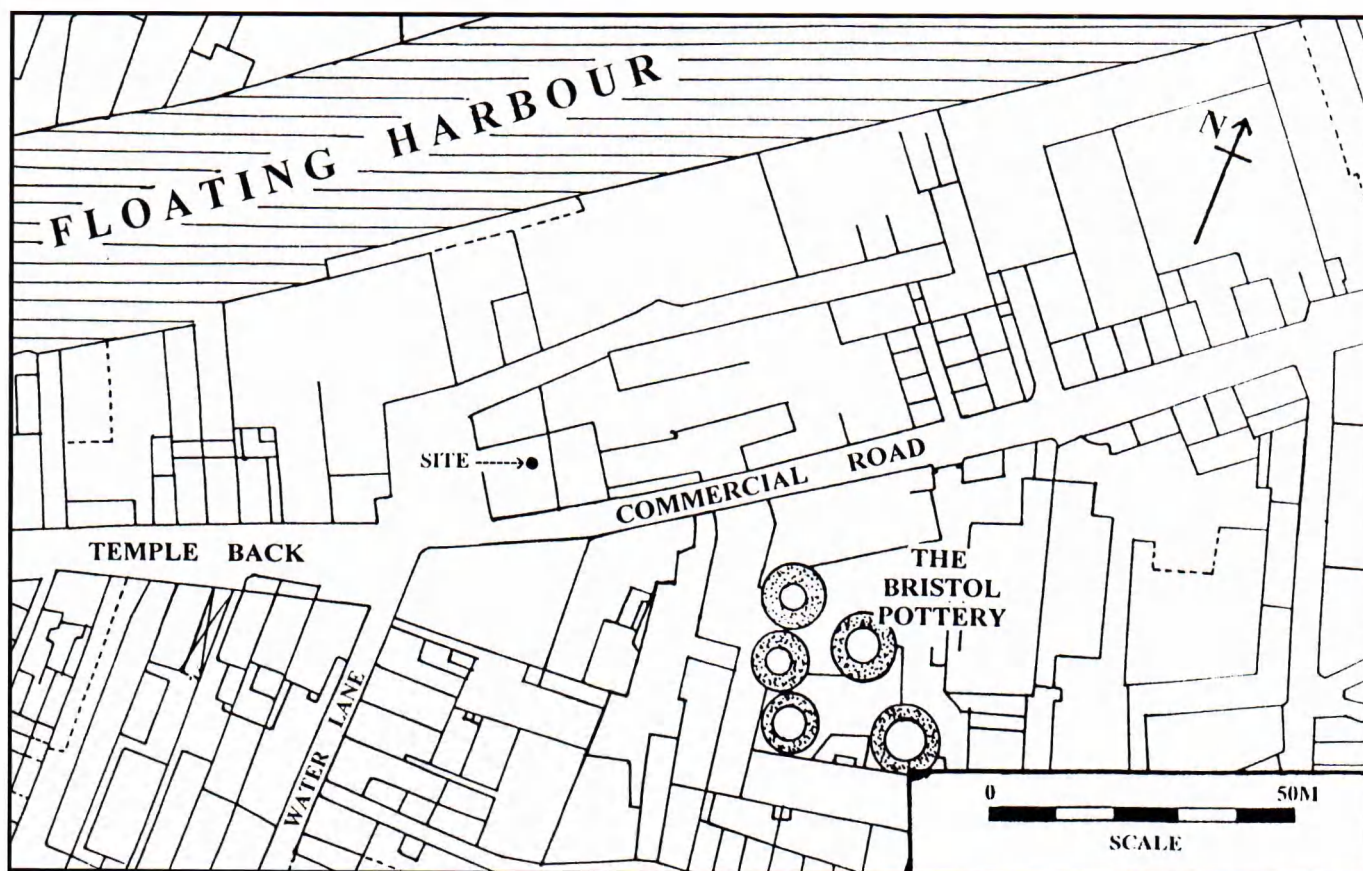 FLOATING HARBOUR
N
SITE
COMMERCIAL ROAD
TEMPLE BACK
THE
BRISTOL
POTTERY
WATER LANE
0 50M
SCALE